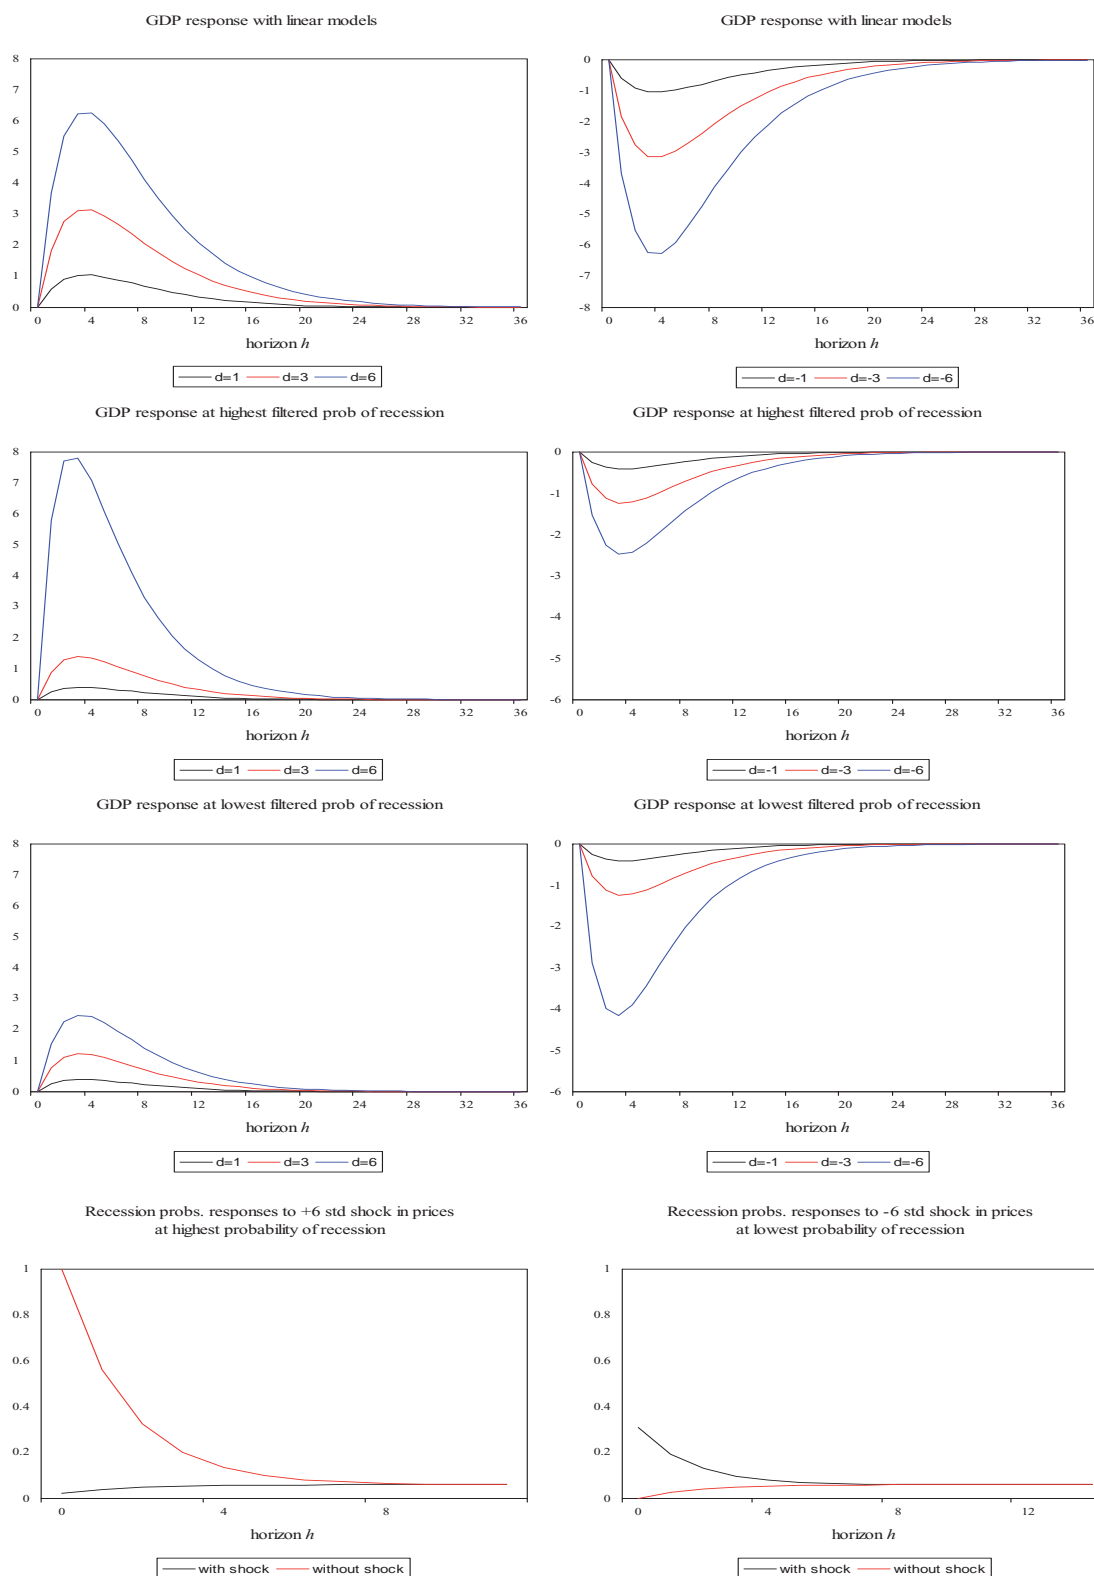 GDP response with linear models
8
7
6
5
4
3
2
1
0
0 4 8 12 16 20 24 28 32 36
horizon h
d=1 d=3 d=6
GDP response with linear models
0
-1
-2
-3
-4
-5
-6
-7
-8
0 4 8 12 16 20 24 28 32 36
horizon h
d=-1 d=-3 d=-6
GDP response at highest filtered prob of recession
8
7
6
5
4
3
2
1
0
0 4 8 12 16 20 24 28 32 36
horizon h
d=1 d=3 d=6
GDP response at highest filtered prob of recession
0
-1
-2
-3
-4
-5
-6
0 4 8 12 16 20 24 28 32 36
horizon h
d=-1 d=-3 d=-6
GDP response at lowest filtered prob of recession
8
7
6
5
4
3
2
1
0
0 4 8 12 16 20 24 28 32 36
horizon h
d=1 d=3 d=6
GDP response at lowest filtered prob of recession
0
-1
-2
-3
-4
-5
-6
0 4 8 12 16 20 24 28 32 36
horizon h
d=-1 d=-3 d=-6
Recession probs. responses to +6 std shock in prices
at highest probability of recession
1
0.8
0.6
0.4
0.2
0
0 4 8
horizon h
with shock without shock
Recession probs. responses to -6 std shock in prices
at lowest probability of recession
1
0.8
0.6
0.4
0.2
0
0 4 8 12
horizon h
with shock without shock